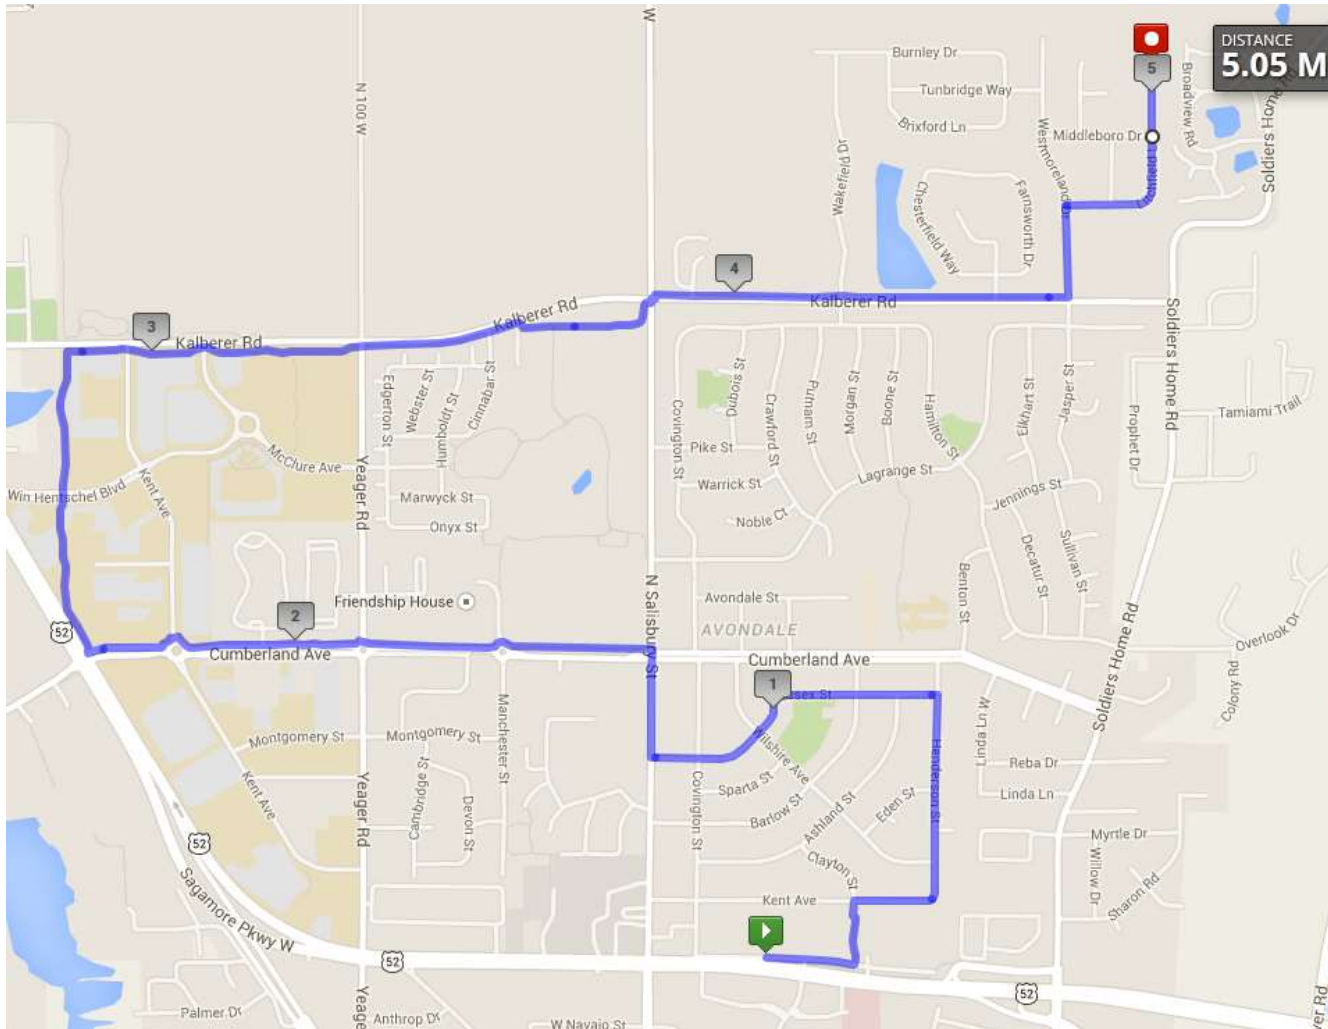 W
DISTANCE
5.05 M
5
Burnley Dr
Tunbridge Way
Brixford Ln
Westmoreland Dr
Middleboro Dr
Broadview Rd
Soldiers Home Rd
N 100 W
Wakefield Dr
Chesterfield Way
Farnsworth Dr
4
Kalberer Rd
Kalberer Rd
3
Kalberer Rd
Soldiers Home Rd
Edgerton St
Webster St
Humboldt St
Cinnabar St
Covington St
Dubois St
Crawford St
Putnam St
Morgan St
Boone St
Hamilton St
Elkhart St
Jasper St
Prophet Dr
Tamiami Trail
Pike St
Warrick St
Noble Ct
Lagrange St
Jennings St
McClure Ave
Win Hentschel Blvd
Kent Ave
Yeager Rd
Marwyck St
Onyx St
Decatur St
Sullivan St
Benton St
Friendship House
2
N Salisbury St
Avondale St
AVONDALE
52
Cumberland Ave
Cumberland Ave
Overlook Dr
Colony Rd
Soldiers Home Rd
1
Henderson St
Linda Ln W
Wilshire Ave
Montgomery St
Montgomery St
Manchester St
Reba Dr
Linda Ln
Sparta St
Barlow St
Ashland St
Eden St
Kent Ave
Yeager Rd
Cambridge St
Devon St
Covington St
Clayton St
Myrtle Dr
Willow Dr
Sharon Rd
52
Kent Ave
Sagamore Pkwy W
52
52
Palmer Dr
Anthrop Dr
W Navajo St